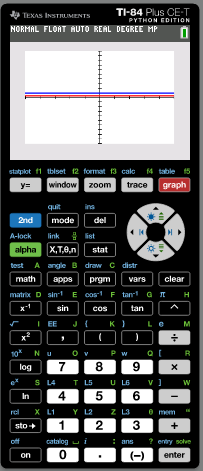 TEXAS INSTRUMENTS TI-84 Plus CE-T
PYTHON EDITION
NORMAL FLOAT AUTO REAL DEGREE MP
statplot f1 tblset f2 format f3 calc f4 table f5
y= window zoom trace graph
quit ins
2nd mode del
A-lock link list
alpha X,T,θ,n stat
test A angle B draw C distr
math apps prgm vars clear
matrix D sin⁻¹ E cos⁻¹ F tan⁻¹ G π H
x⁻¹ sin cos tan ^
√ I EE J { K } L e M
x² , ( ) ÷
10ˣ N u O v P w Q [ R
log 7 8 9 ×
eˣ S L4 T L5 U L6 V ] W
ln 4 5 6 −
rcl X L1 Y L2 Z L3 θ mem "
sto→ 1 2 3 +
off catalog i : ans ? entry solve
on 0 . (−) enter